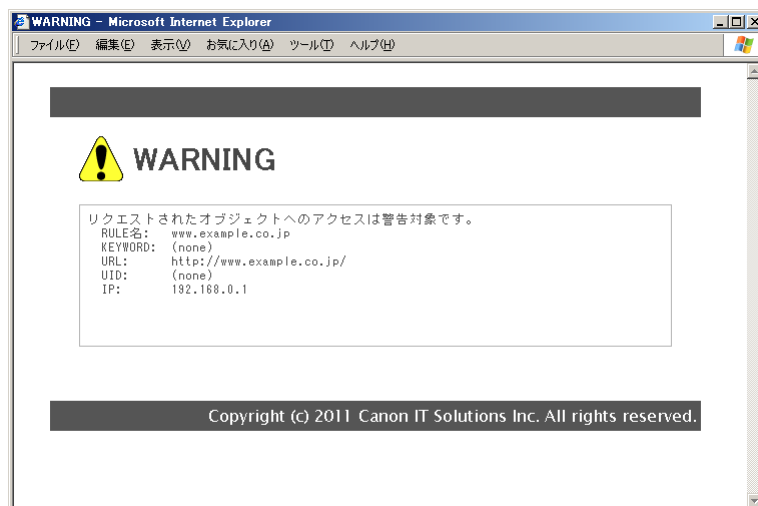 WARNING - Microsoft Internet Explorer
ファイル(F) 編集(E) 表示(V) お気に入り(A) ツール(T) ヘルプ(H)
WARNING
リクエストされたオブジェクトへのアクセスは警告対象です。
RULE名: www.example.co.jp
KEYWORD: (none)
URL: http://www.example.co.jp/
UID: (none)
IP: 192.168.0.1
Copyright (c) 2011 Canon IT Solutions Inc. All rights reserved.